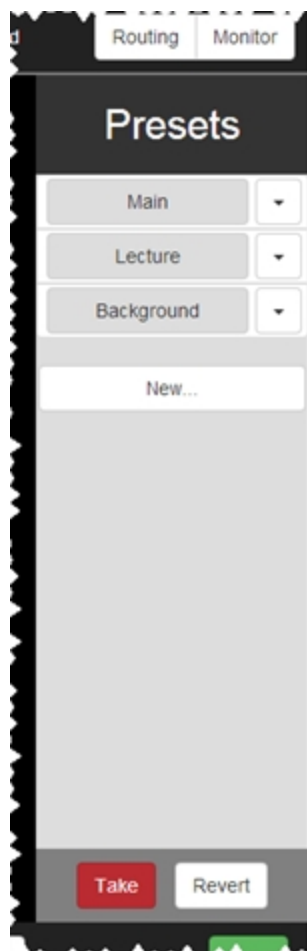 Routing Monitor
Presets
Main
Lecture
Background
New...
Take Revert